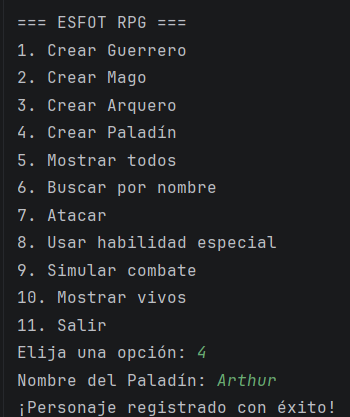 === ESFOT RPG ===
1. Crear Guerrero
2. Crear Mago
3. Crear Arquero
4. Crear Paladín
5. Mostrar todos
6. Buscar por nombre
7. Atacar
8. Usar habilidad especial
9. Simular combate
10. Mostrar vivos
11. Salir
Elija una opción: 4
Nombre del Paladín: Arthur
¡Personaje registrado con éxito!